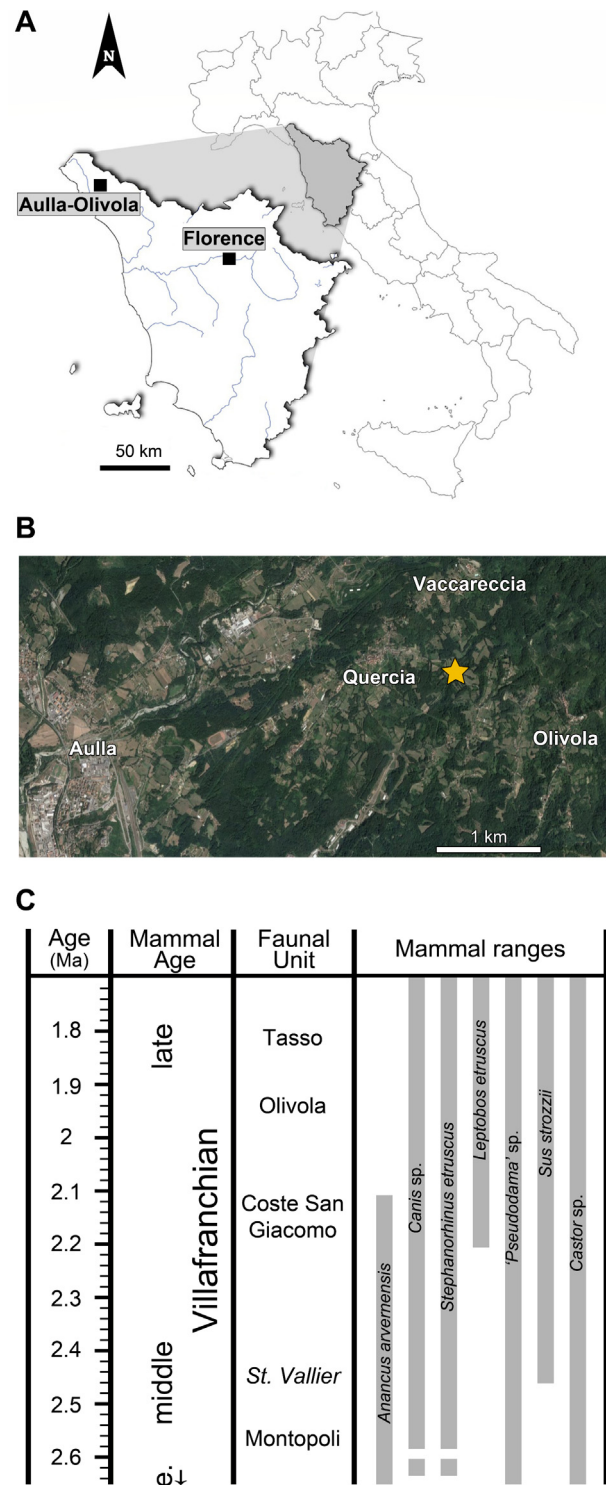 A
N
Aulla-Olivola
Florence
50 km
B
Vaccareccia
Quercia
Aulla
Olivola
1 km
C
Age
(Ma)
Mammal
Age
Faunal
Unit
Mammal ranges
1.8
1.9
2
2.1
2.2
2.3
2.4
2.5
2.6
late
Villafranchian
middle
e.
Tasso
Olivola
Coste San
Giacomo
St. Vallier
Montopoli
Anancus arvernensis
Canis sp.
Stephanorhinus etruscus
Leptobos etruscus
'Pseudodama' sp.
Sus strozzii
Castor sp.